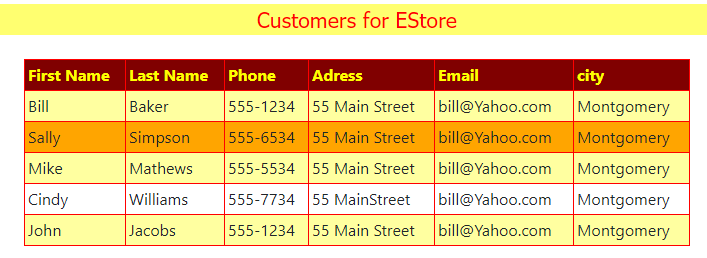 Customers for EStore
First Name Last Name Phone Adress Email city
Bill Baker 555-1234 55 Main Street bill@Yahoo.com Montgomery
Sally Simpson 555-6534 55 Main Street bill@Yahoo.com Montgomery
Mike Mathews 555-5534 55 Main Street bill@Yahoo.com Montgomery
Cindy Williams 555-7734 55 MainStreet bill@Yahoo.com Montgomery
John Jacobs 555-1234 55 Main Street bill@Yahoo.com Montgomery